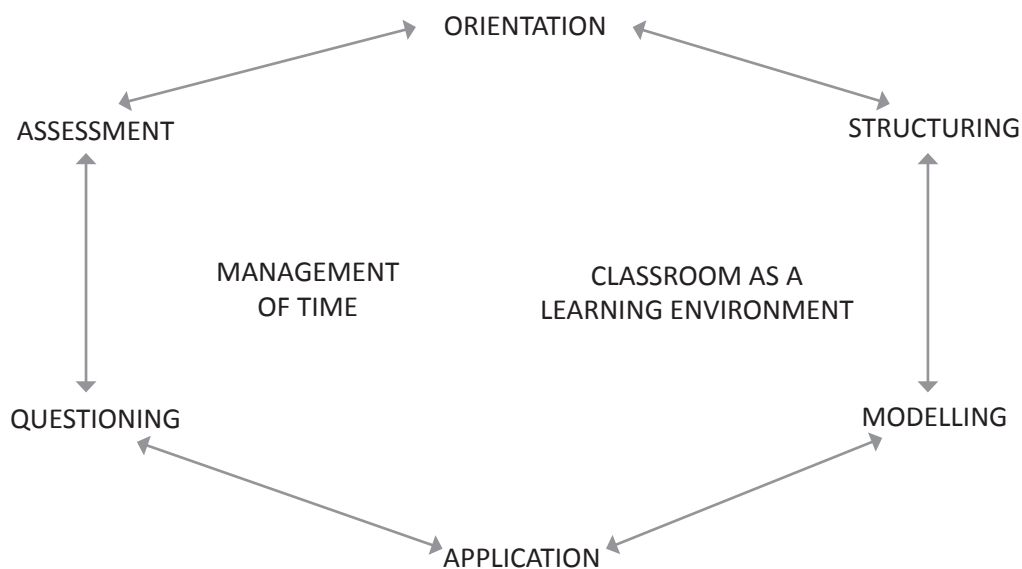 ORIENTATION
ASSESSMENT
STRUCTURING
MANAGEMENT
OF TIME
CLASSROOM AS A
LEARNING ENVIRONMENT
QUESTIONING
MODELLING
APPLICATION